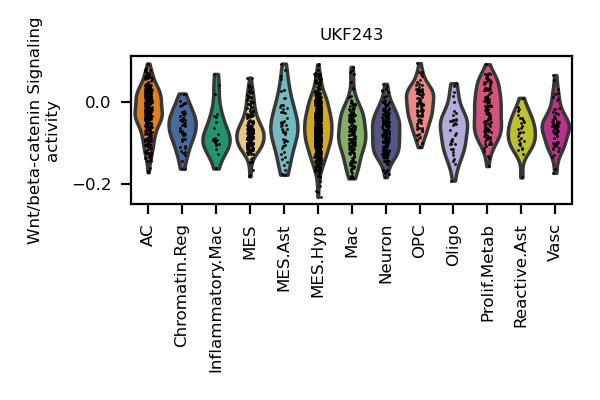 UKF243
Wnt/beta-catenin Signaling
activity
0.0
−0.2
AC
Chromatin.Reg
Inflammatory.Mac
MES
MES.Ast
MES.Hyp
Mac
Neuron
OPC
Oligo
Prolif.Metab
Reactive.Ast
Vasc